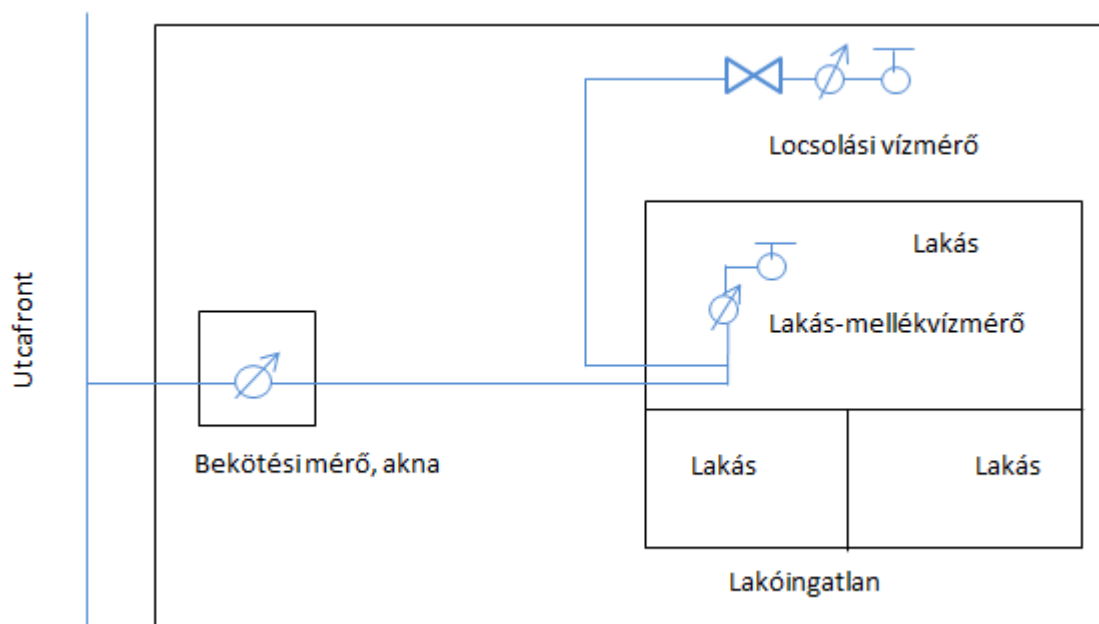 Locsolási vízmérő
Lakás
Lakás-mellékvízmérő
Utcafront
Bekötési mérő, akna
Lakás
Lakás
Lakóingatlan